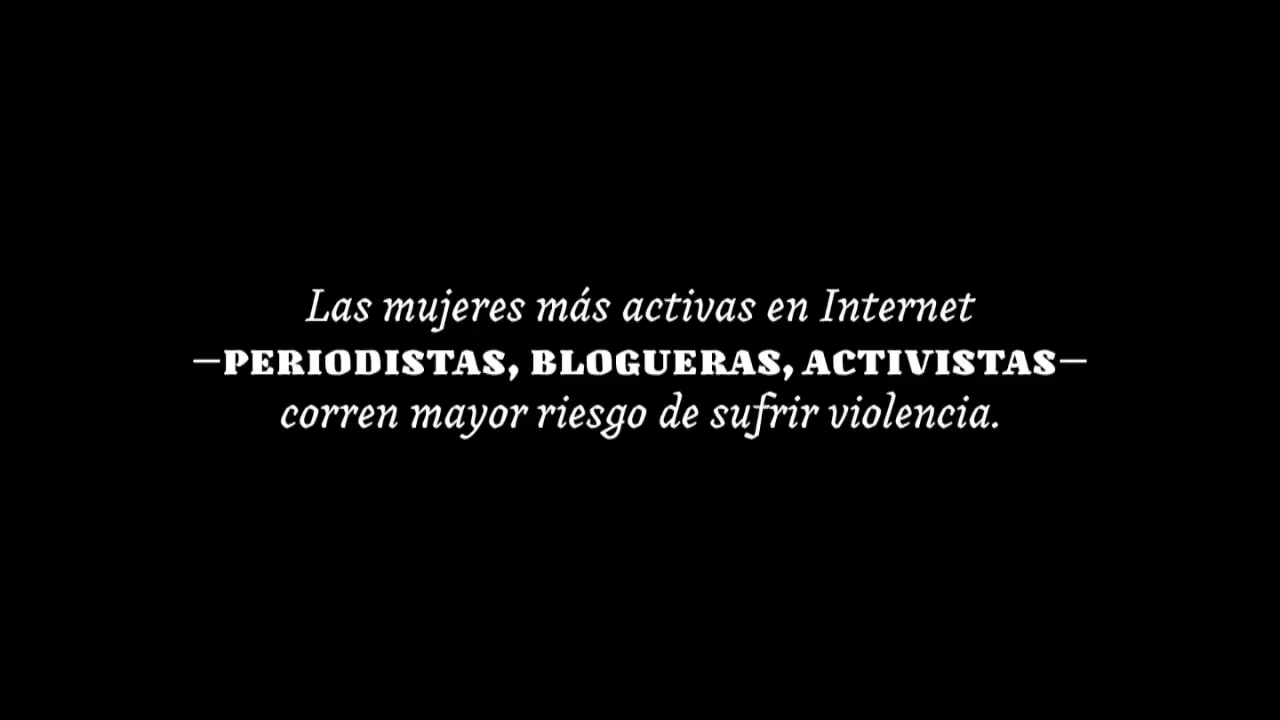 Las mujeres más activas en Internet
—PERIODISTAS, BLOGUERAS, ACTIVISTAS—
corren mayor riesgo de sufrir violencia.